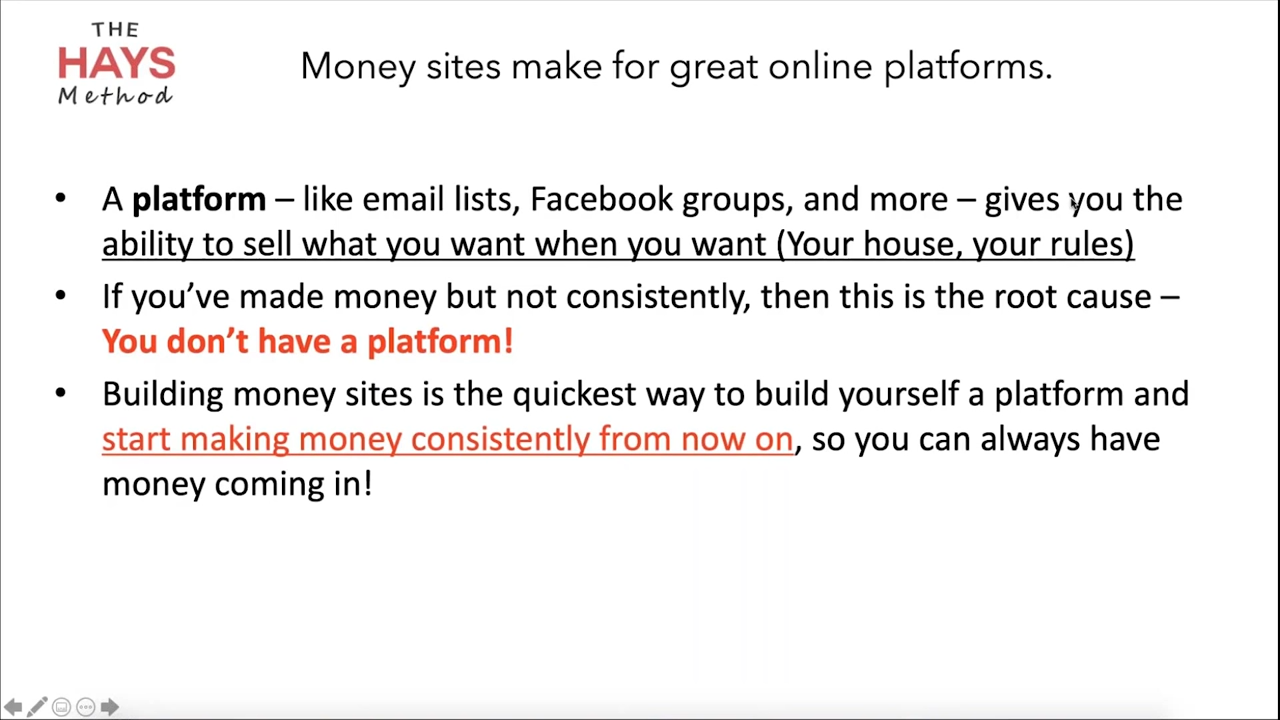 THE
HAYS
Method
Money sites make for great online platforms.
• A platform – like email lists, Facebook groups, and more – gives you the
ability to sell what you want when you want (Your house, your rules)
• If you’ve made money but not consistently, then this is the root cause –
You don’t have a platform!
• Building money sites is the quickest way to build yourself a platform and
start making money consistently from now on, so you can always have
money coming in!